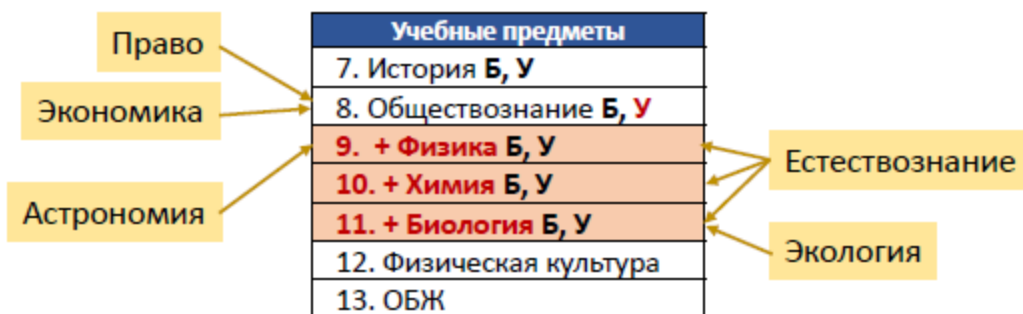 Право
Экономика
Астрономия
Учебные предметы
7. История Б, У
8. Обществознание Б, У
9. + Физика Б, У
10. + Химия Б, У
11. + Биология Б, У
12. Физическая культура
13. ОБЖ
Естествознание
Экология